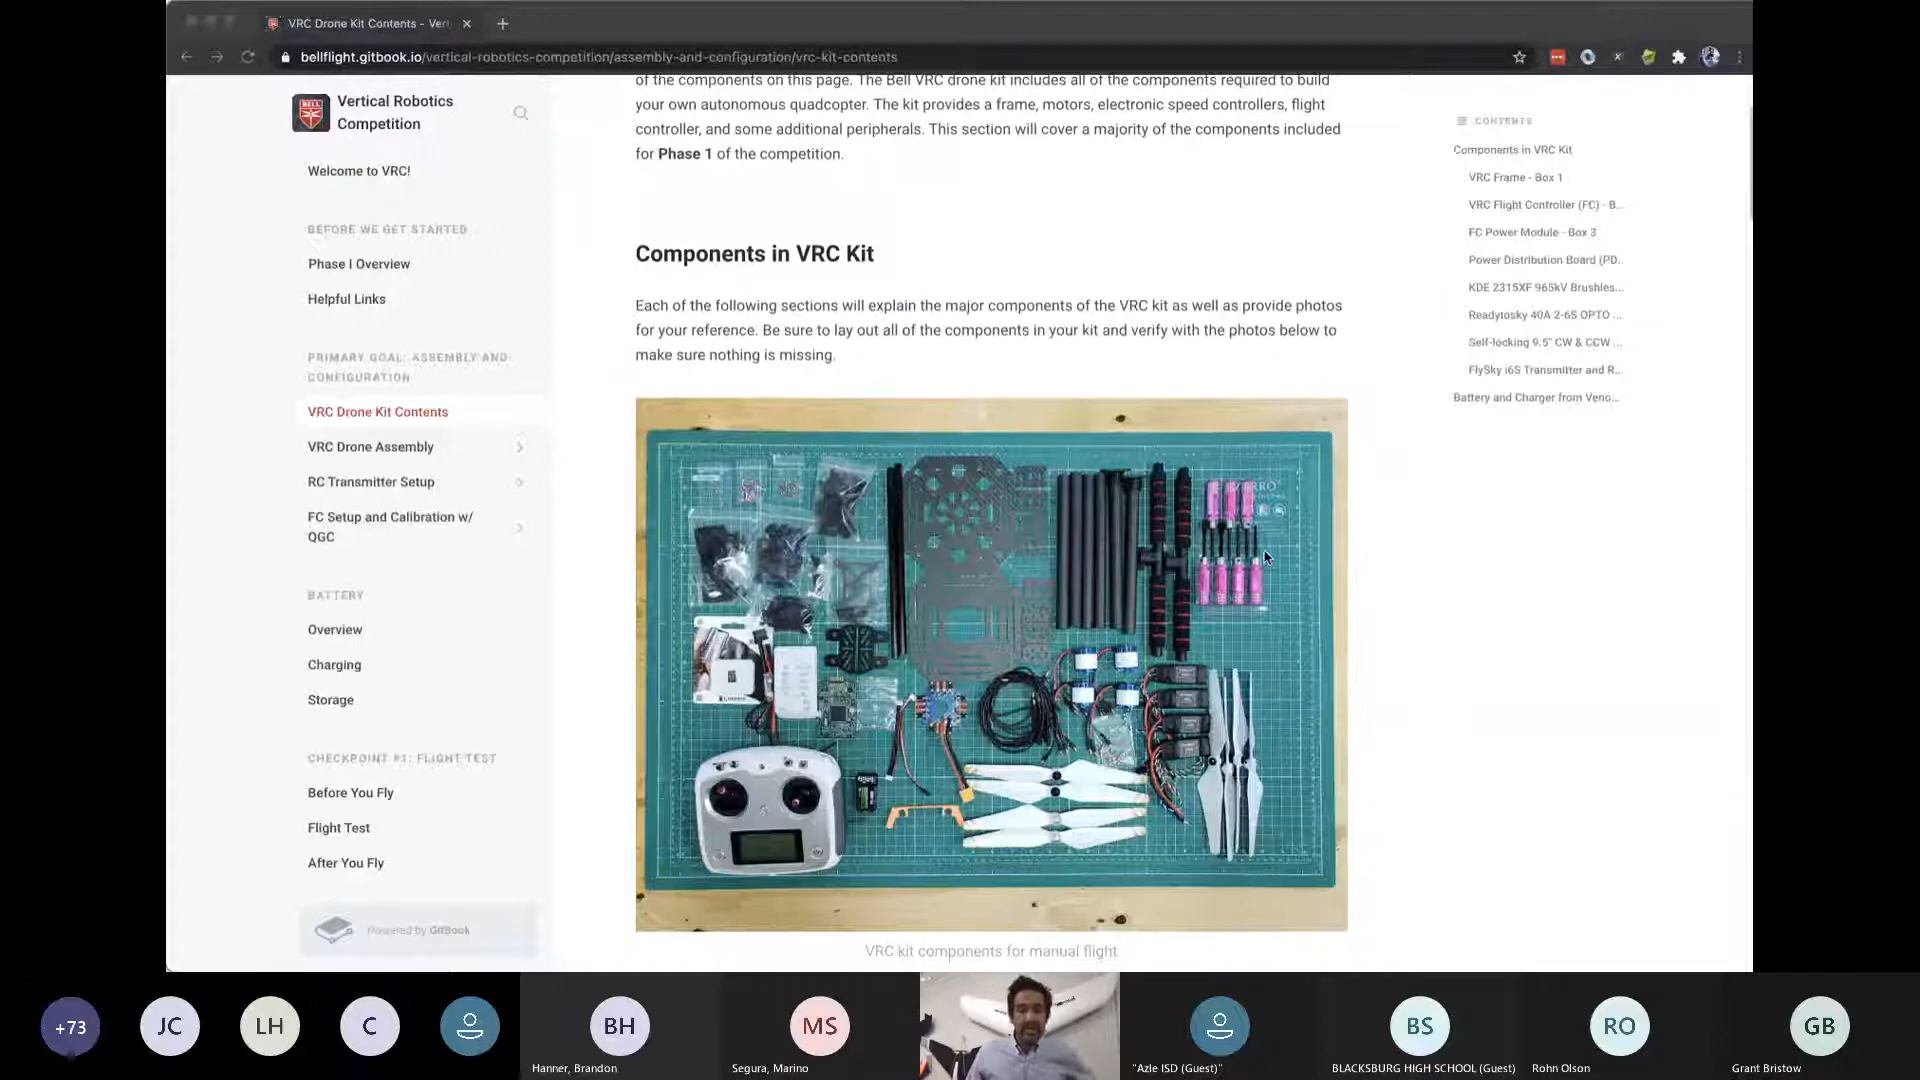 VRC Drone Kit Contents - Vert
bellflight.gitbook.io/vertical-robotics-competition/assembly-and-configuration/vrc-kit-contents
Vertical Robotics
Competition
Welcome to VRC!
BEFORE WE GET STARTED
Phase I Overview
Helpful Links
PRIMARY GOAL: ASSEMBLY AND
CONFIGURATION
VRC Drone Kit Contents
VRC Drone Assembly
RC Transmitter Setup
FC Setup and Calibration w/
QGC
BATTERY
Overview
Charging
Storage
CHECKPOINT #1: FLIGHT TEST
Before You Fly
Flight Test
After You Fly
Powered by GitBook
of the components on this page. The Bell VRC drone kit includes all of the components required to build
your own autonomous quadcopter. The kit provides a frame, motors, electronic speed controllers, flight
controller, and some additional peripherals. This section will cover a majority of the components included
for Phase 1 of the competition.
Components in VRC Kit
Each of the following sections will explain the major components of the VRC kit as well as provide photos
for your reference. Be sure to lay out all of the components in your kit and verify with the photos below to
make sure nothing is missing.
VRC kit components for manual flight
CONTENTS
Components in VRC Kit
VRC Frame - Box 1
VRC Flight Controller (FC) - B...
FC Power Module - Box 3
Power Distribution Board (PD...
KDE 2315XF 965kV Brushles...
Readytosky 40A 2-6S OPTO ...
Self-locking 9.5" CW & CCW ...
FlySky i6S Transmitter and R...
Battery and Charger from Veno...
+73
JC
LH
C
BH
MS
BS
RO
GB
Hanner, Brandon
Segura, Marino
"Azle ISD (Guest)"
BLACKSBURG HIGH SCHOOL (Guest)
Rohn Olson
Grant Bristow